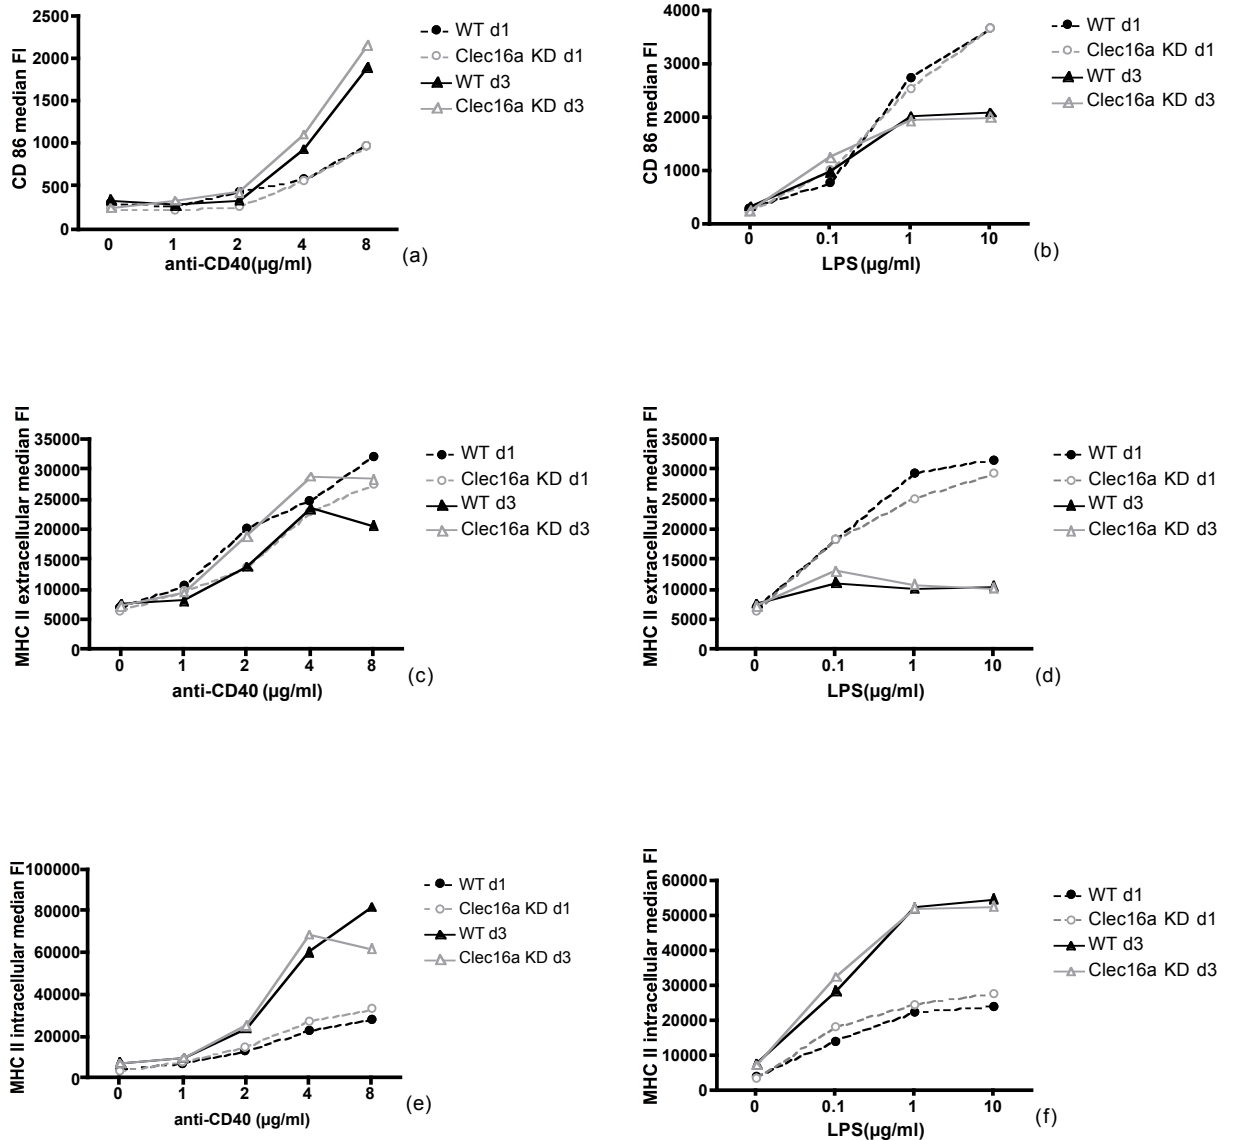 CD 86 median FI
2500
2000
1500
1000
500
0
0 1 2 4 8
anti-CD40(µg/ml)
(a)
WT d1
Clec16a KD d1
WT d3
Clec16a KD d3
CD 86 median FI
4000
3000
2000
1000
0
0 0.1 1 10
LPS(µg/ml)
(b)
WT d1
Clec16a KD d1
WT d3
Clec16a KD d3
MHC II extracellular median FI
35000
30000
25000
20000
15000
10000
5000
0
0 1 2 4 8
anti-CD40 (µg/ml)
(c)
WT d1
Clec16a KD d1
WT d3
Clec16a KD d3
MHC II extracellular median FI
35000
30000
25000
20000
15000
10000
5000
0
0 0.1 1 10
LPS(µg/ml)
(d)
WT d1
Clec16a KD d1
WT d3
Clec16a KD d3
MHC II intracellular median FI
100000
80000
60000
40000
20000
0
0 1 2 4 8
anti-CD40 (µg/ml)
(e)
WT d1
Clec16a KD d1
WT d3
Clec16a KD d3
MHC II intracellular median FI
60000
50000
40000
30000
20000
10000
0
0 0.1 1 10
LPS(µg/ml)
(f)
WT d1
Clec16a KD d1
WT d3
Clec16a KD d3